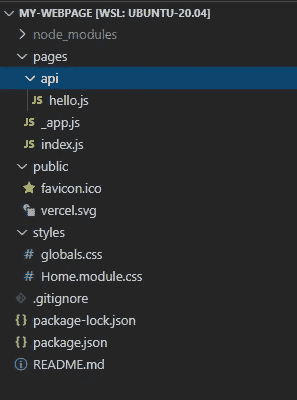 MY-WEBPAGE [WSL: UBUNTU-20.04]
node_modules
pages
api
JS hello.js
JS _app.js
JS index.js
public
favicon.ico
vercel.svg
styles
# globals.css
# Home.module.css
.gitignore
{} package-lock.json
{} package.json
README.md